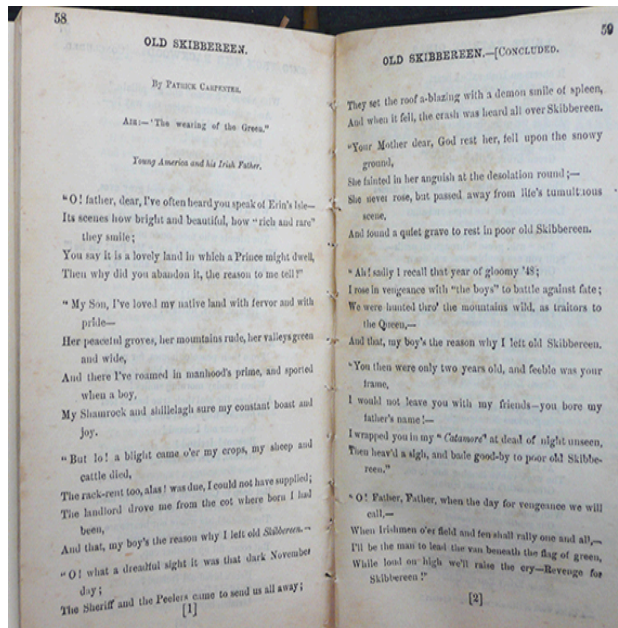 58
OLD SKIBBEREEN.
By Patrick Carpenter.
Air:—'The wearing of the Green."
Young America and his Irish Father.
"O! father, dear, I've often heard you speak of Erin's Isle—
Its scenes how bright and beautiful, how "rich and rare"
they smile;
You say it is a lovely land in which a Prince might dwell,
Then why did you abandon it, the reason to me tell?"
"My Son, I've loved my native land with fervor and with
pride—
Her peaceful groves, her mountains rude, her valleys green
and wide,
And there I've roamed in manhood's prime, and sported
when a boy,
My Shamrock and shillelagh sure my constant boast and
joy.
"But lo! a blight came o'er my crops, my sheep and
cattle died,
The rack-rent too, alas! was due, I could not have supplied;
The landlord drove me from the cot where born I had
been,
And that, my boy's the reason why I left old Skibbereen.—
"O! what a dreadful sight it was that dark November
day;
The Sheriff and the Peelers came to send us all away;
[1]
59
OLD SKIBBEREEN.—[Concluded.
They set the roof a-blazing with a demon smile of spleen,
And when it fell, the crash was heard all over Skibbereen.
"Your Mother dear, God rest her, fell upon the snowy
ground,
She fainted in her anguish at the desolation round;—
She never rose, but passed away from life's tumultuous
scene,
And found a quiet grave to rest in poor old Skibbereen.
"Ah! sadly I recall that year of gloomy '48;
I rose in vengeance with "the boys" to battle against fate;
We were hunted thro' the mountains wild, as traitors to
the Queen,—
And that, my boy's the reason why I left old Skibbereen.
"You then were only two years old, and feeble was your
frame,
I would not leave you with my friends—you bore my
father's name!—
I wrapped you in my "Catamore" at dead of night unseen,
Then heav'd a sigh, and bade good-by to poor old Skibbe-
reen."
"O! Father, Father, when the day for vengeance we will
call,—
When Irishmen o'er field and fen shall rally one and all,—
I'll be the man to lead the van beneath the flag of green,
While loud on high we'll raise the cry—Revenge for
Skibbereen!"
[2]